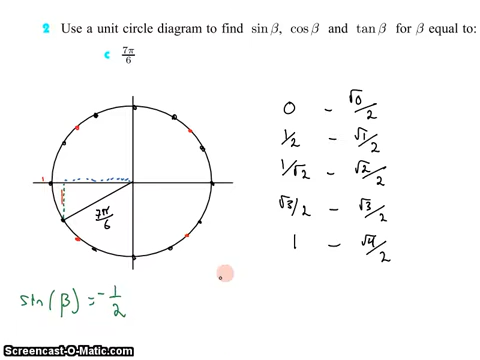 2 Use a unit circle diagram to find sin β, cos β and tan β for β equal to:
c 7π/6
0 – √0/2
1/2 – √1/2
1/√2 – √2/2
√3/2 – √3/2
1 – √4/2
7π/6
sin(β) = -1/2
Screencast-O-Matic.com